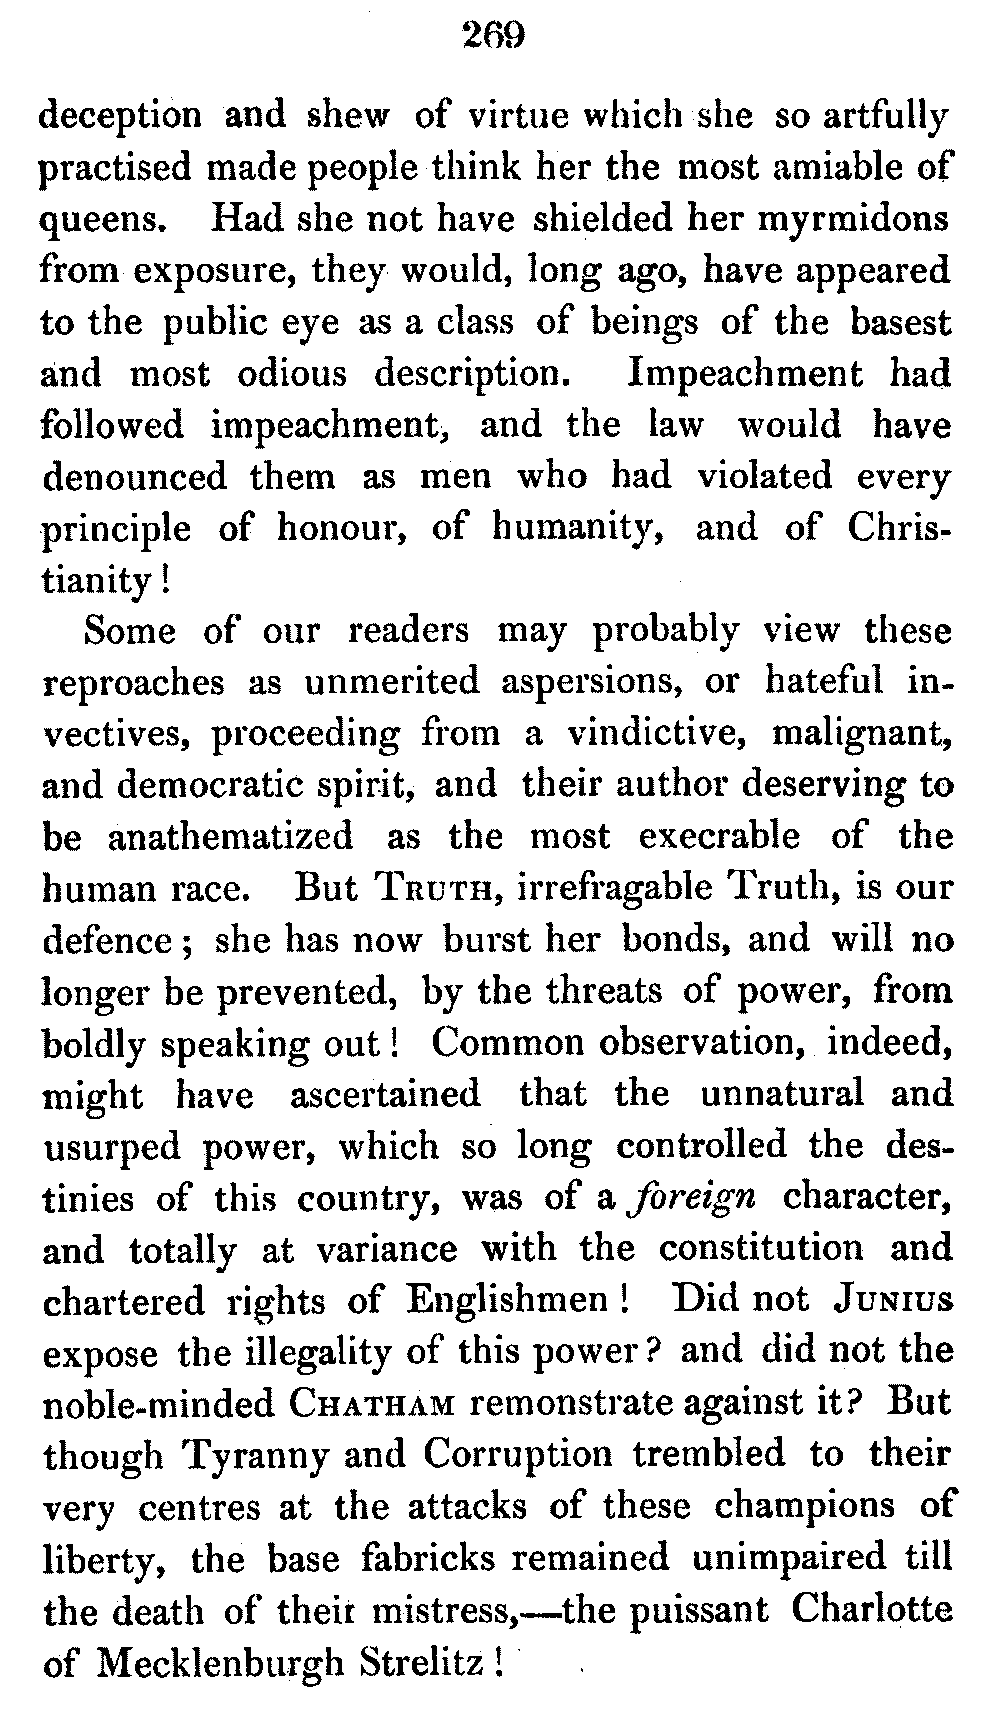 269
deception and shew of virtue which she so artfully
practised made people think her the most amiable of
queens. Had she not have shielded her myrmidons
from exposure, they would, long ago, have appeared
to the public eye as a class of beings of the basest
and most odious description. Impeachment had
followed impeachment, and the law would have
denounced them as men who had violated every
principle of honour, of humanity, and of Chris-
tianity!
Some of our readers may probably view these
reproaches as unmerited aspersions, or hateful in-
vectives, proceeding from a vindictive, malignant,
and democratic spirit, and their author deserving to
be anathematized as the most execrable of the
human race. But TRUTH, irrefragable Truth, is our
defence; she has now burst her bonds, and will no
longer be prevented, by the threats of power, from
boldly speaking out! Common observation, indeed,
might have ascertained that the unnatural and
usurped power, which so long controlled the des-
tinies of this country, was of a foreign character,
and totally at variance with the constitution and
chartered rights of Englishmen! Did not JUNIUS
expose the illegality of this power? and did not the
noble-minded CHATHAM remonstrate against it? But
though Tyranny and Corruption trembled to their
very centres at the attacks of these champions of
liberty, the base fabricks remained unimpaired till
the death of their mistress,—the puissant Charlotte
of Mecklenburgh Strelitz!